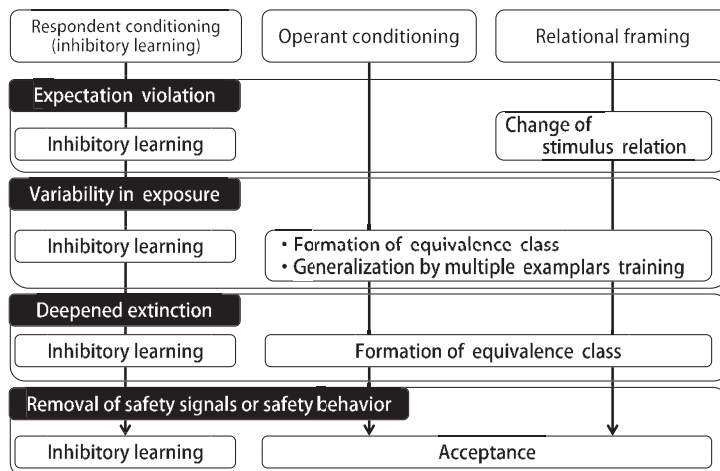 Respondent conditioning
(inhibitory learning)
Operant conditioning
Relational framing
Expectation violation
Inhibitory learning
Change of
stimulus relation
Variability in exposure
Inhibitory learning
・Formation of equivalence class
・Generalization by multiple examplars training
Deepened extinction
Inhibitory learning
Formation of equivalence class
Removal of safety signals or safety behavior
Inhibitory learning
Acceptance